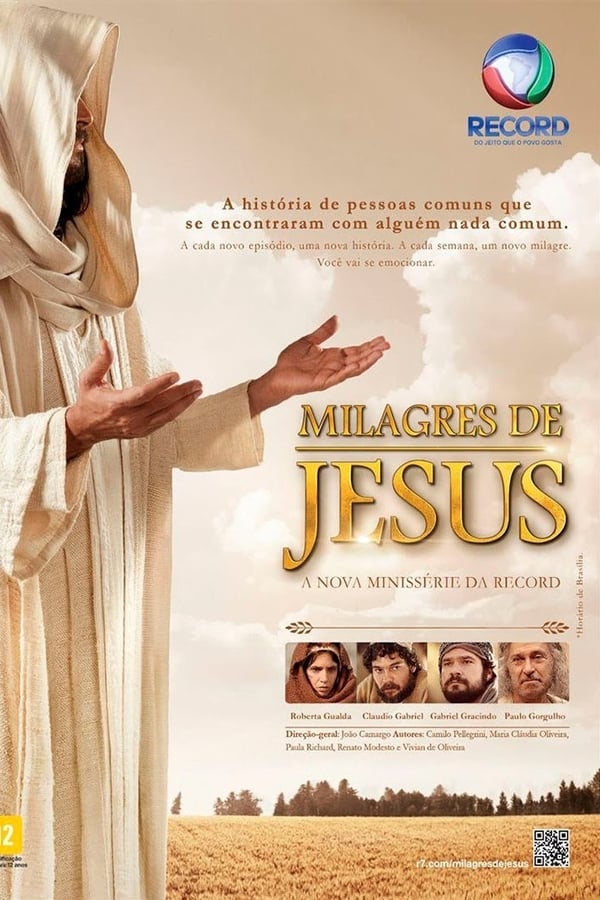 RECORD
DO JEITO QUE O POVO GOSTA
A história de pessoas comuns que
se encontraram com alguém nada comum.
A cada novo episódio, uma nova história. A cada semana, um novo milagre.
Você vai se emocionar.
MILAGRES DE
JESUS
A NOVA MINISSÉRIE DA RECORD
*Horário de Brasília.
Roberta Gualda Claudio Gabriel Gabriel Gracindo Paulo Gorgulho
Direção-geral: João Camargo Autores: Camilo Pellegrini, Maria Cláudia Oliveira,
Paula Richard, Renato Modesto e Vivian de Oliveira
12
12 anos
r7.com/milagresdejesus